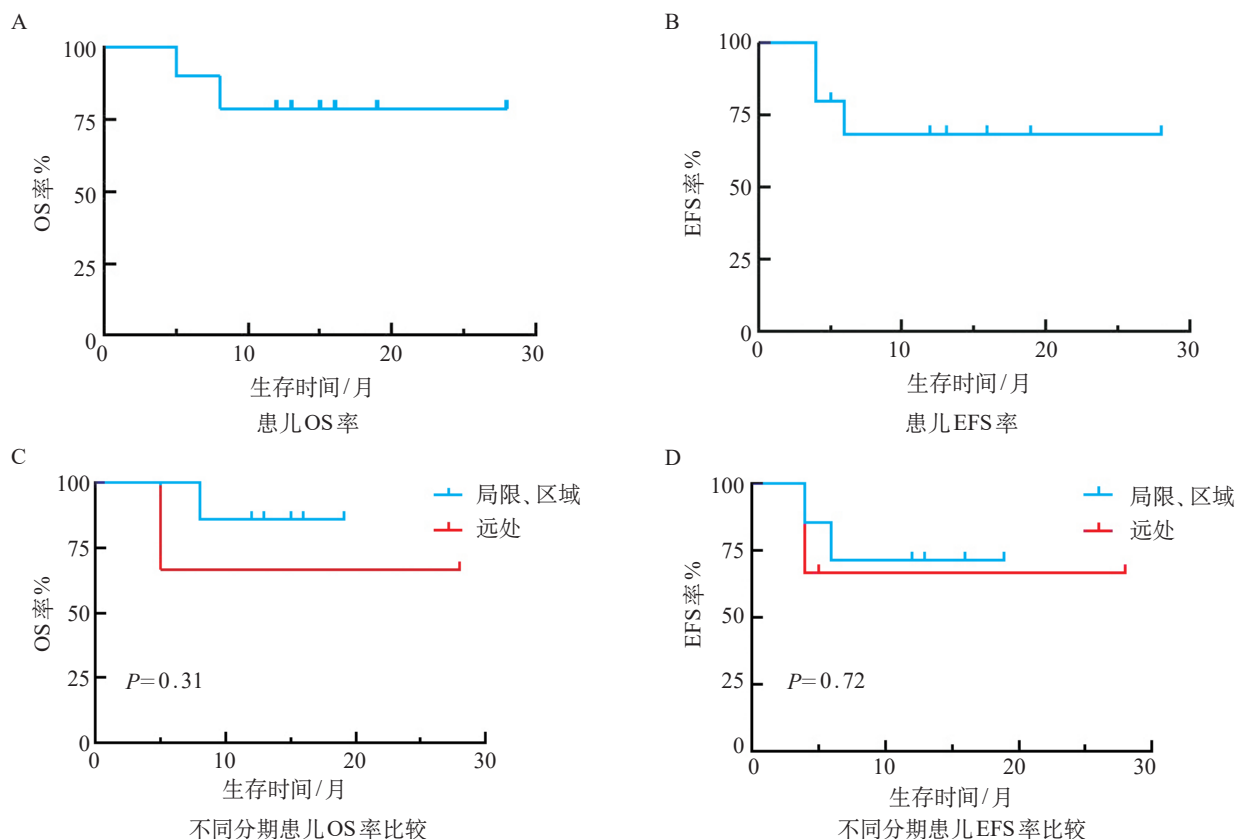 A
100
75
50
25
0
OS率%
0
10
20
30
生存时间/月
患儿OS率
B
100
75
50
25
0
EFS率%
0
10
20
30
生存时间/月
患儿EFS率
C
100
75
50
25
0
OS率%
局限、区域
远处
P=0.31
0
10
20
30
生存时间/月
不同分期患儿OS率比较
D
100
75
50
25
0
EFS率%
局限、区域
远处
P=0.72
0
10
20
30
生存时间/月
不同分期患儿EFS率比较